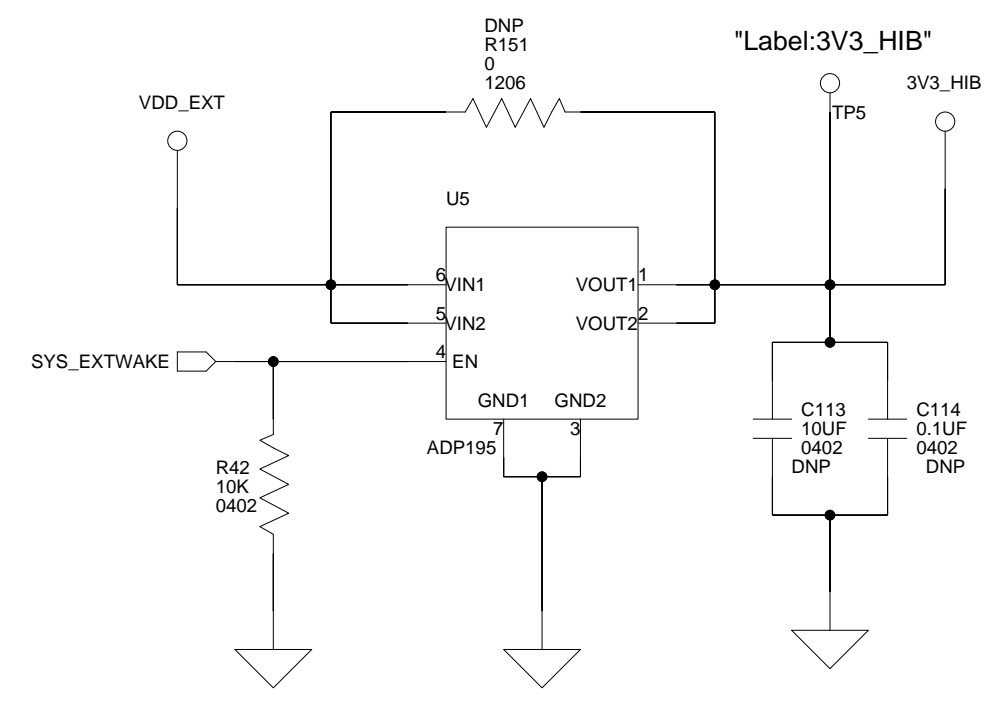 DNP
R151
0
1206
"Label:3V3_HIB"
VDD_EXT
TP5
3V3_HIB
U5
6
VIN1
VOUT1
1
5
VIN2
VOUT2
2
SYS_EXTWAKE
4
EN
GND1
GND2
7
3
ADP195
R42
10K
0402
C113
10UF
0402
DNP
C114
0.1UF
0402
DNP